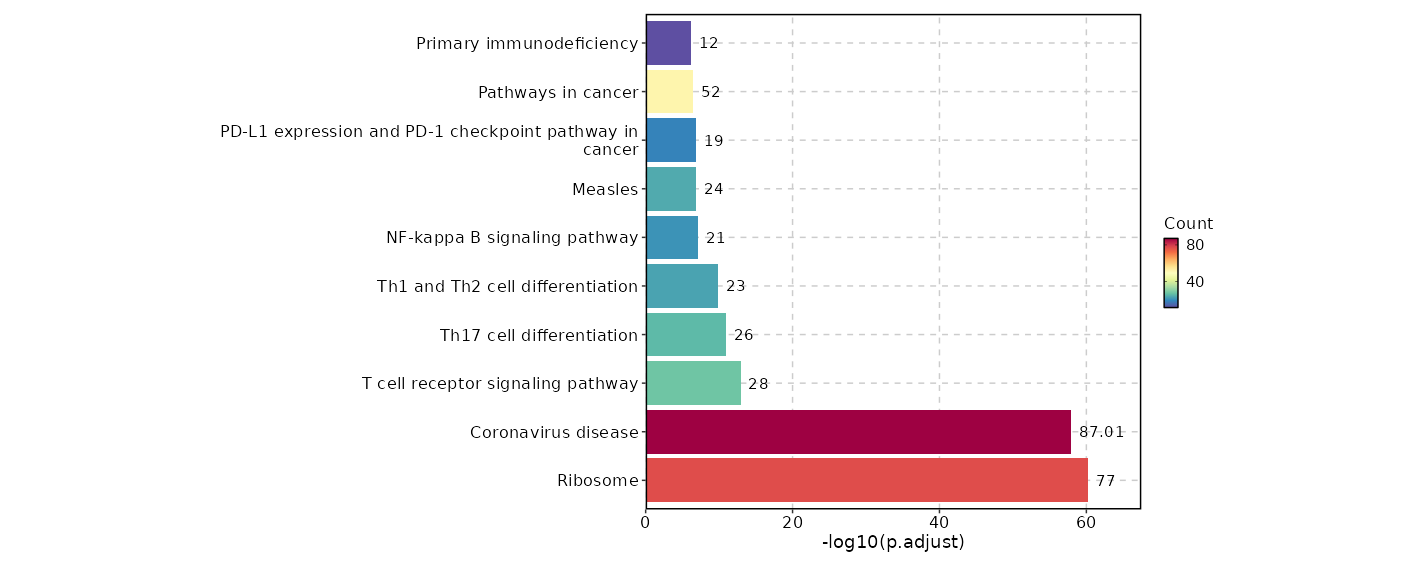 Primary immunodeficiency
12
Pathways in cancer
52
PD-L1 expression and PD-1 checkpoint pathway in
cancer
19
Measles
24
NF-kappa B signaling pathway
21
Th1 and Th2 cell differentiation
23
Th17 cell differentiation
26
T cell receptor signaling pathway
28
Coronavirus disease
87.01
Ribosome
77
0 20 40 60
-log10(p.adjust)
Count
80
40